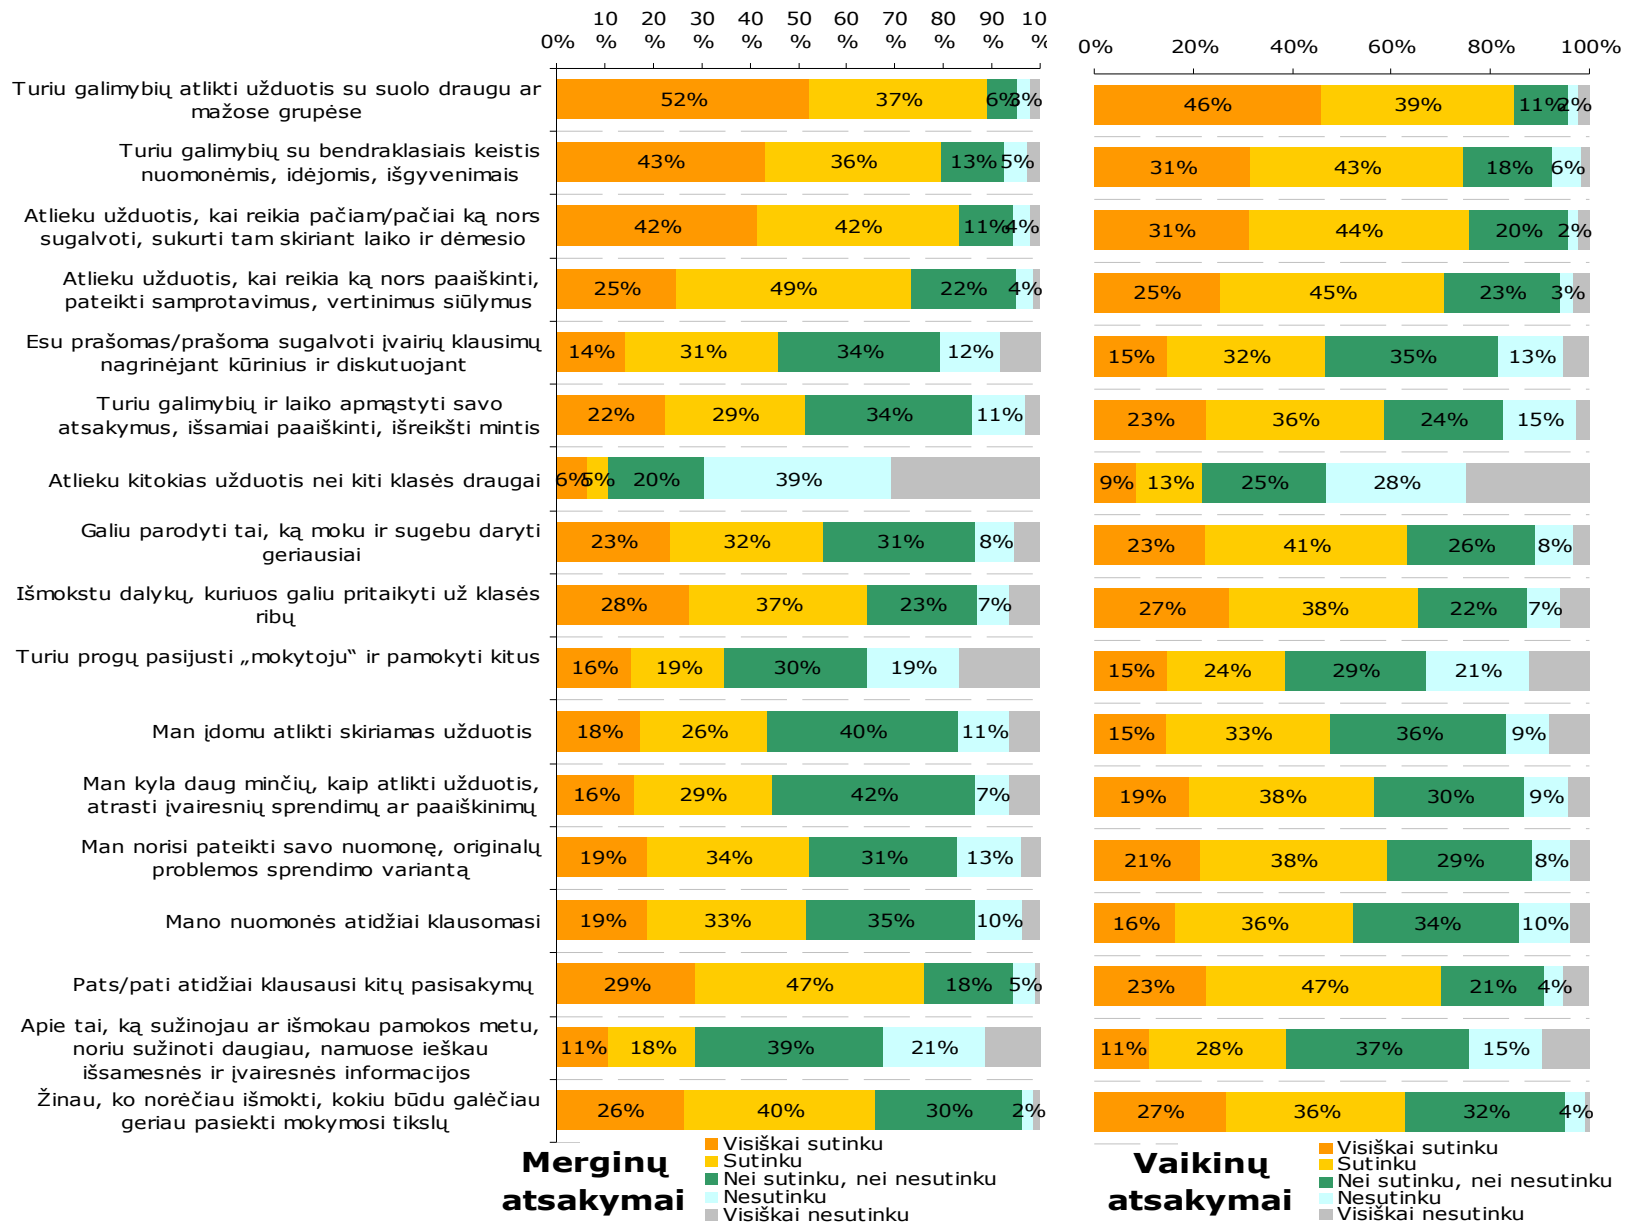 10 20 30 40 50 60 70 80 90 10
0% % % % % % % % % % %
0% 20% 40% 60% 80% 100%
Turiu galimybių atlikti užduotis su suolo draugu ar
mažose grupėse
52% 37% 6% 3%
46% 39% 11% 2%
Turiu galimybių su bendraklasiais keistis
nuomonėmis, idėjomis, išgyvenimais
43% 36% 13% 5%
31% 43% 18% 6%
Atlieku užduotis, kai reikia pačiam/pačiai ką nors
sugalvoti, sukurti tam skiriant laiko ir dėmesio
42% 42% 11% 4%
31% 44% 20% 2%
Atlieku užduotis, kai reikia ką nors paaiškinti,
pateikti samprotavimus, vertinimus siūlymus
25% 49% 22% 4%
25% 45% 23% 3%
Esu prašomas/prašoma sugalvoti įvairių klausimų
nagrinėjant kūrinius ir diskutuojant
14% 31% 34% 12%
15% 32% 35% 13%
Turiu galimybių ir laiko apmąstyti savo
atsakymus, išsamiai paaiškinti, išreikšti mintis
22% 29% 34% 11%
23% 36% 24% 15%
Atlieku kitokias užduotis nei kiti klasės draugai
6% 5% 20% 39%
9% 13% 25% 28%
Galiu parodyti tai, ką moku ir sugebu daryti
geriausiai
23% 32% 31% 8%
23% 41% 26% 8%
Išmokstu dalykų, kuriuos galiu pritaikyti už klasės
ribų
28% 37% 23% 7%
27% 38% 22% 7%
Turiu progų pasijusti „mokytoju“ ir pamokyti kitus
16% 19% 30% 19%
15% 24% 29% 21%
Man įdomu atlikti skiriamas užduotis
18% 26% 40% 11%
15% 33% 36% 9%
Man kyla daug minčių, kaip atlikti užduotis,
atrasti įvairesnių sprendimų ar paaiškinimų
16% 29% 42% 7%
19% 38% 30% 9%
Man norisi pateikti savo nuomonę, originalų
problemos sprendimo variantą
19% 34% 31% 13%
21% 38% 29% 8%
Mano nuomonės atidžiai klausomasi
19% 33% 35% 10%
16% 36% 34% 10%
Pats/pati atidžiai klausausi kitų pasisakymų
29% 47% 18% 5%
23% 47% 21% 4%
Apie tai, ką sužinojau ar išmokau pamokos metu,
noriu sužinoti daugiau, namuose ieškau
išsamesnės ir įvairesnės informacijos
11% 18% 39% 21%
11% 28% 37% 15%
Žinau, ko norėčiau išmokti, kokiu būdu galėčiau
geriau pasiekti mokymosi tikslų
26% 40% 30% 2%
27% 36% 32% 4%
Merginų
atsakymai
Visiškai sutinku
Sutinku
Nei sutinku, nei nesutinku
Nesutinku
Visiškai nesutinku
Vaikinų
atsakymai
Visiškai sutinku
Sutinku
Nei sutinku, nei nesutinku
Nesutinku
Visiškai nesutinku